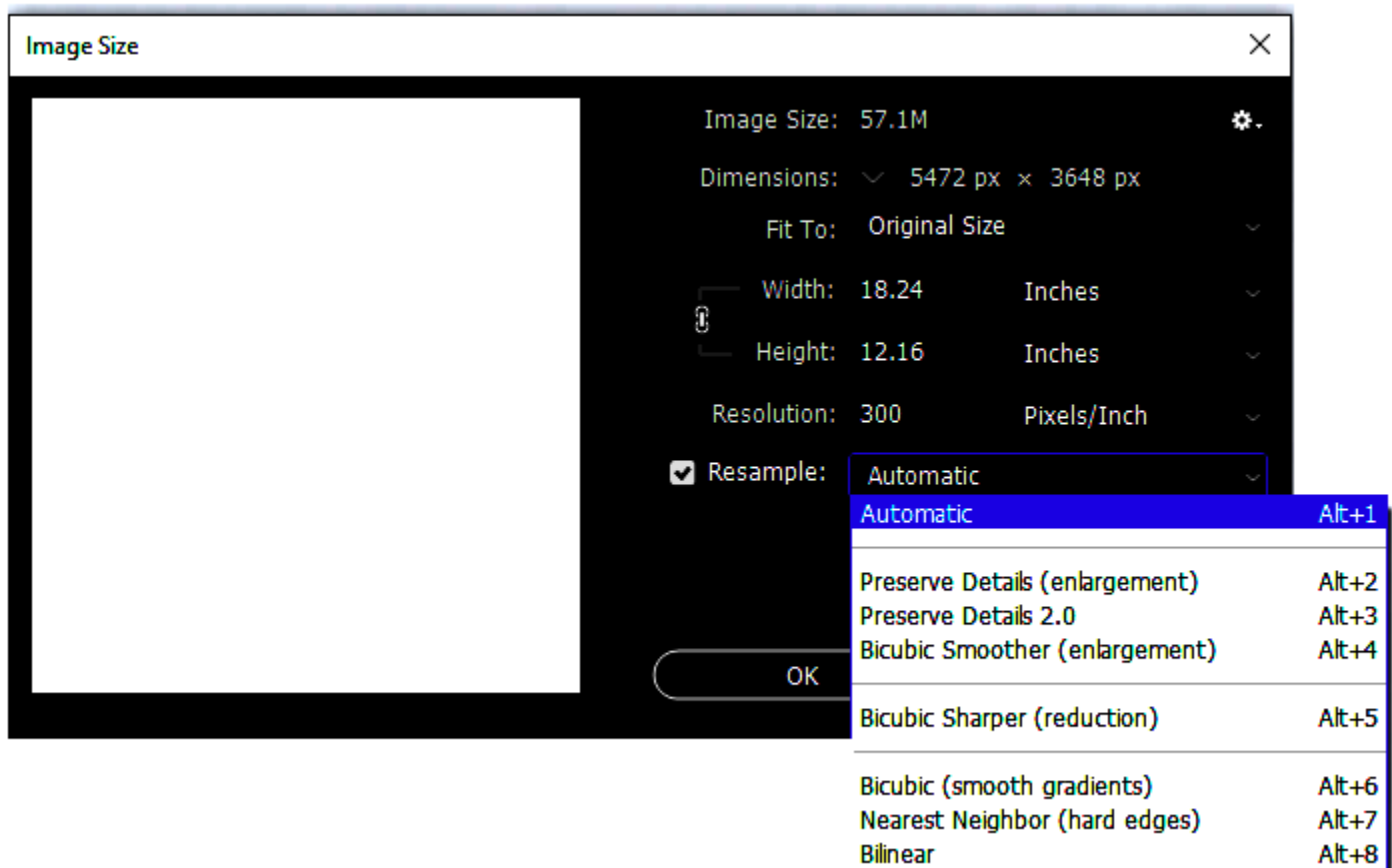 Image Size
Image Size: 57.1M
Dimensions: 5472 px × 3648 px
Fit To: Original Size
Width: 18.24 Inches
Height: 12.16 Inches
Resolution: 300 Pixels/Inch
Resample: Automatic
Automatic Alt+1
Preserve Details (enlargement) Alt+2
Preserve Details 2.0 Alt+3
Bicubic Smoother (enlargement) Alt+4
OK
Bicubic Sharper (reduction) Alt+5
Bicubic (smooth gradients) Alt+6
Nearest Neighbor (hard edges) Alt+7
Bilinear Alt+8